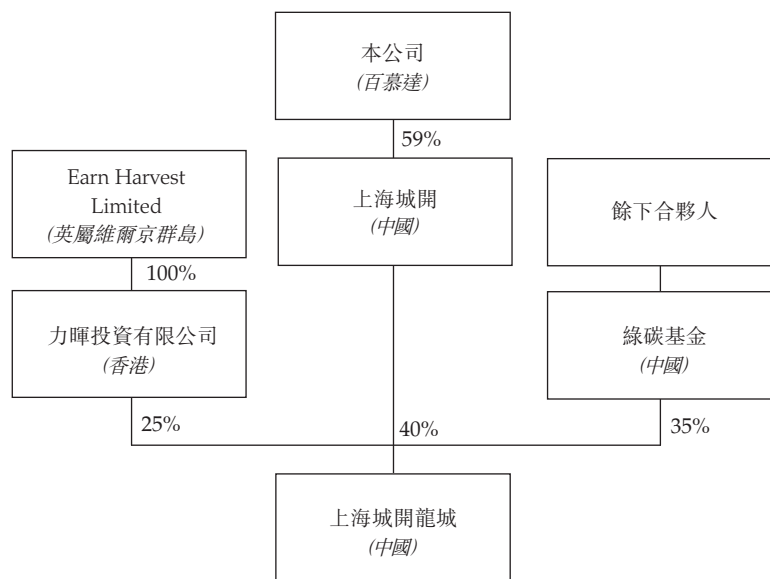 本公司
(百慕達)
59%
Earn Harvest
Limited
(英屬維爾京群島)
上海城開
(中國)
餘下合夥人
100%
力暉投資有限公司
(香港)
綠碳基金
(中國)
25%
40%
35%
上海城開龍城
(中國)